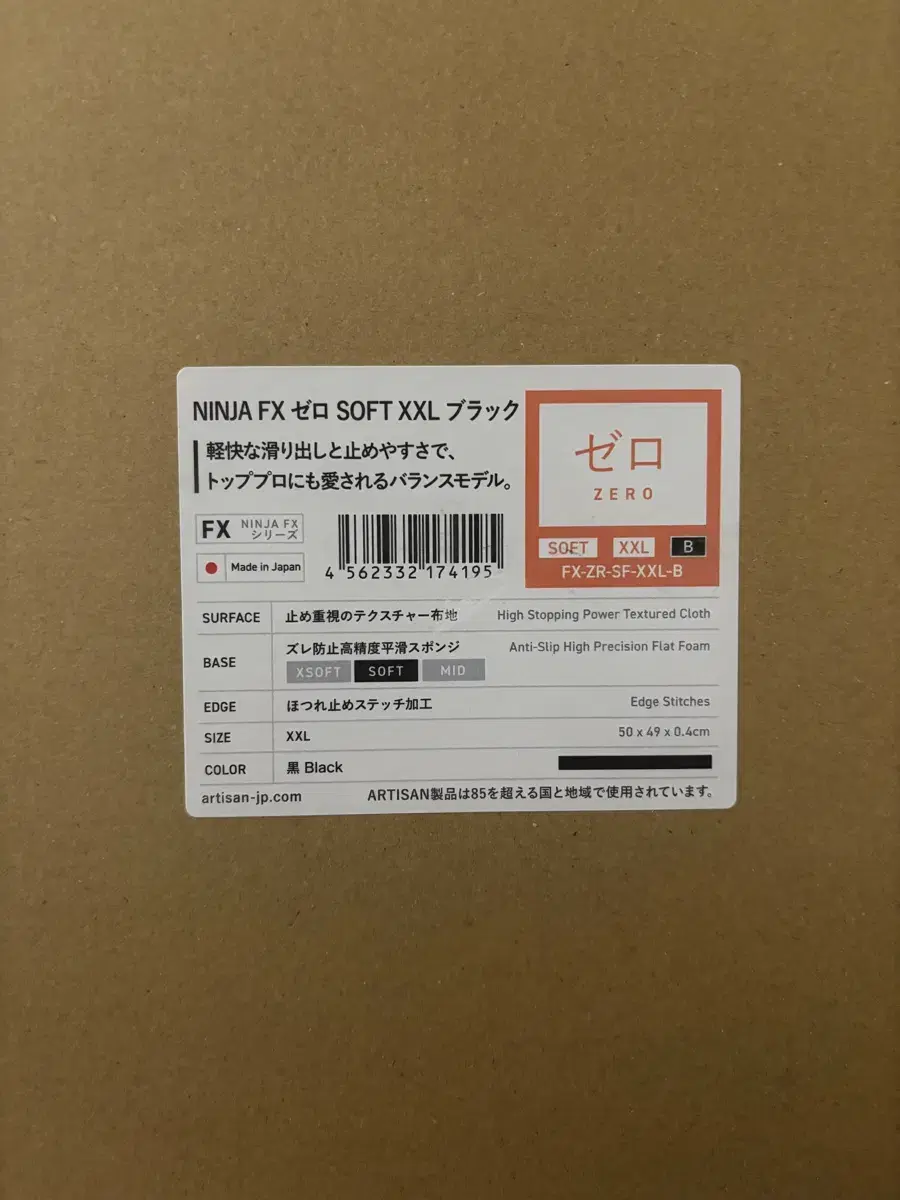 NINJA FX ゼロ SOFT XXL ブラック
軽快な滑り出しと止めやすさで、
トッププロにも愛されるバランスモデル。
FX NINJA FX シリーズ
Made in Japan
4 562332 174195
ゼロ
ZERO
SOFT XXL B
FX-ZR-SF-XXL-B
SURFACE 止め重視のテクスチャー布地 High Stopping Power Textured Cloth
BASE ズレ防止高精度平滑スポンジ Anti-Slip High Precision Flat Foam
XSOFT SOFT MID
EDGE ほつれ止めステッチ加工 Edge Stitches
SIZE XXL 50 x 49 x 0.4cm
COLOR 黒 Black
artisan-jp.com ARTISAN製品は85を超える国と地域で使用されています。